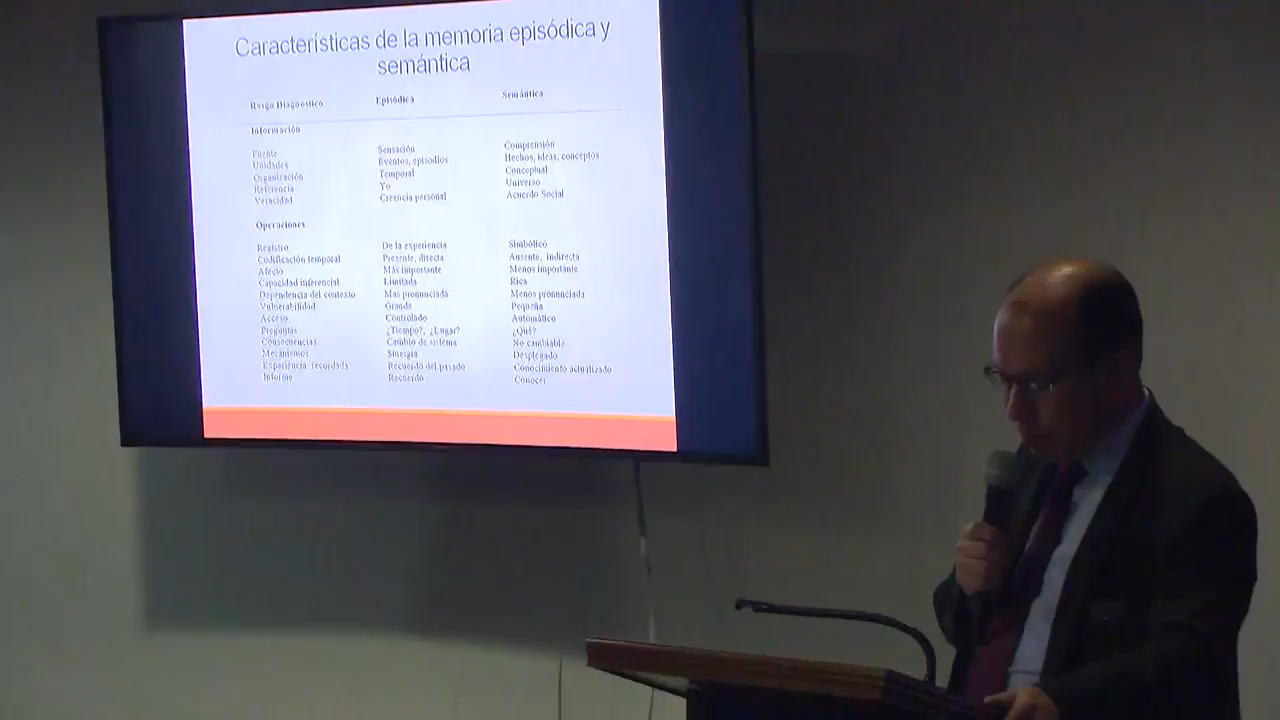 Características de la memoria episódica y
semántica
Rasgo Diagnóstico Episódica Semántica
Información
Fuente Sensación Comprensión
Unidades Eventos, episodios Hechos, ideas, conceptos
Organización Temporal Conceptual
Referencia Yo Universo
Veracidad Creencia personal Acuerdo Social
Operaciones
Registro De la experiencia Simbólico
Codificación temporal Presente, directa Ausente, indirecta
Afecto Más importante Menos importante
Capacidad inferencial Limitada Rica
Dependencia del contexto Mas pronunciada Menos pronunciada
Vulnerabilidad Grande Pequeña
Acceso Controlado Automático
Preguntas ¿Tiempo?, ¿Lugar? ¿Qué?
Consecuencias Cambio de sistema No cambiable
Mecanismos Sinergia Desplegado
Experiencia recordada Recuerdo del pasado Conocimiento actualizado
Informe Recuerdo Conocer